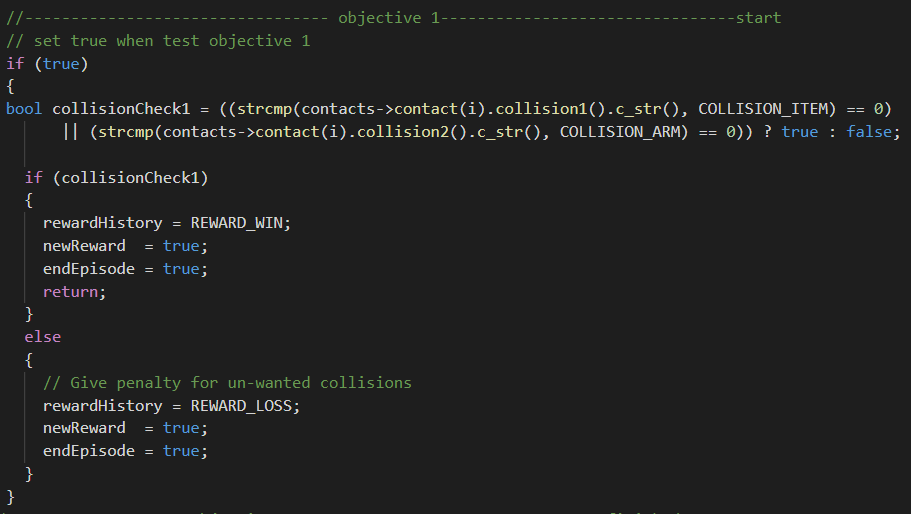 //--------------------------------- objective 1--------------------------------start
// set true when test objective 1
if (true)
{
bool collisionCheck1 = ((strcmp(contacts->contact(i).collision1().c_str(), COLLISION_ITEM) == 0)
|| (strcmp(contacts->contact(i).collision2().c_str(), COLLISION_ARM) == 0)) ? true : false;
if (collisionCheck1)
{
rewardHistory = REWARD_WIN;
newReward  = true;
endEpisode = true;
return;
}
else
{
// Give penalty for un-wanted collisions
rewardHistory = REWARD_LOSS;
newReward  = true;
endEpisode = true;
}
}